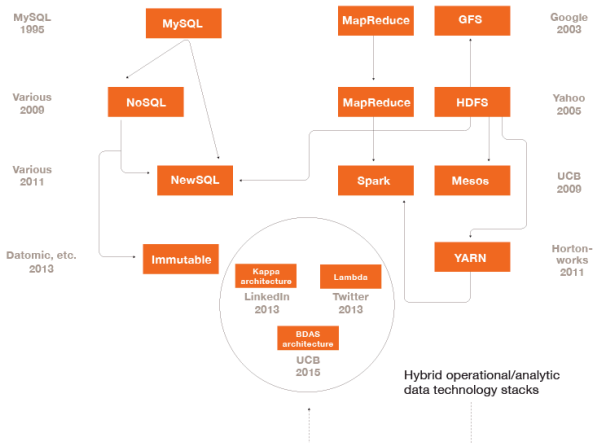 MySQL
1995
MySQL
MapReduce
GFS
Google
2003
Various
2009
NoSQL
MapReduce
HDFS
Yahoo
2005
Various
2011
NewSQL
Spark
Mesos
UCB
2009
Datomic, etc.
2013
Immutable
YARN
Horton-
works
2011
Kappa
architecture
LinkedIn
2013
Lambda
Twitter
2013
BDAS
architecture
UCB
2015
Hybrid operational/analytic
data technology stacks